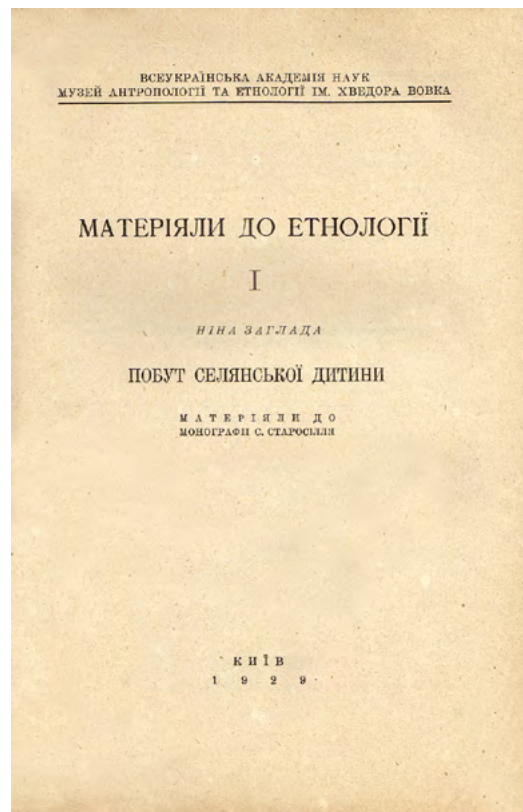 ВСЕУКРАЇНСЬКА АКАДЕМІЯ НАУК
МУЗЕЙ АНТРОПОЛОГІЇ ТА ЕТНОЛОГІЇ ІМ. ХВЕДОРА ВОВКА
МАТЕРІЯЛИ ДО ЕТНОЛОГІЇ
I
НІНА ЗАГЛАДА
ПОБУТ СЕЛЯНСЬКОЇ ДИТИНИ
МАТЕРІЯЛИ ДО
МОНОГРАФІЇ С. СТАРОСІЛЛЯ
КИЇВ
1929